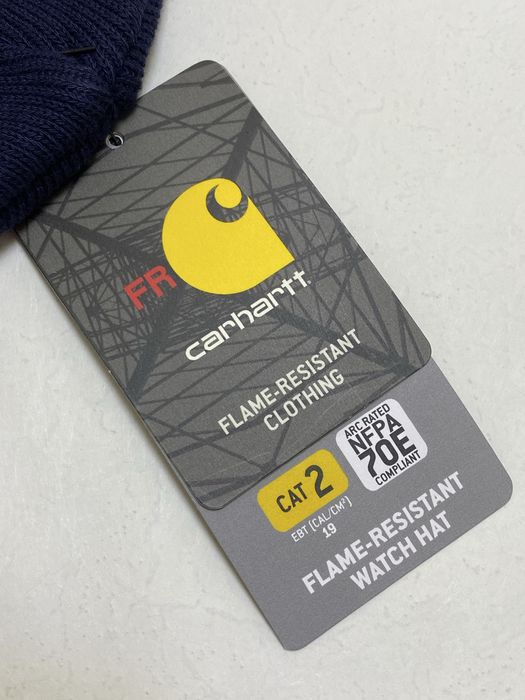 FR
carhartt
FLAME-RESISTANT
CLOTHING
CAT 2
EBT (CAL/CM²)
19
ARC RATED
NFPA
70E
COMPLIANT
FLAME-RESISTANT
WATCH HAT